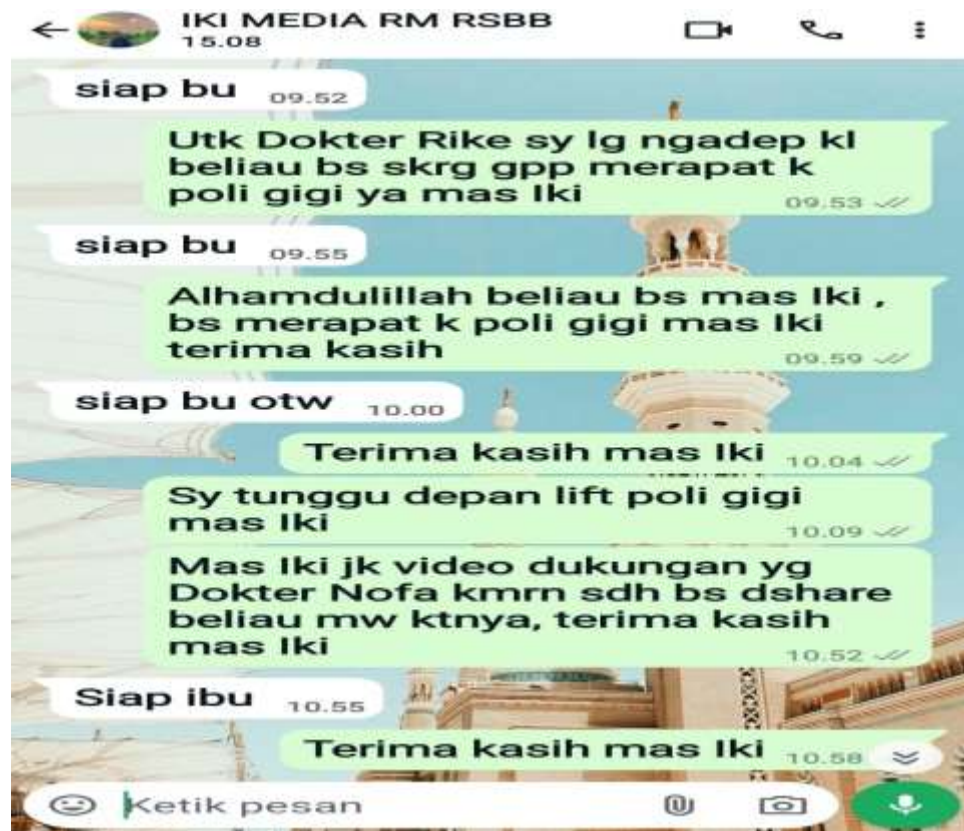 IKI MEDIA RM RSBB
15.08
siap bu 09.52
Utk Dokter Rike sy lg ngadep kl
beliau bs skrg gpp merapat k
poli gigi ya mas Iki
09.53
siap bu 09.55
Alhamdulillah beliau bs mas Iki ,
bs merapat k poli gigi mas Iki
terima kasih
09.59
siap bu otw 10.00
Terima kasih mas Iki 10.04
Sy tunggu depan lift poli gigi
mas Iki
10.09
Mas Iki jk video dukungan yg
Dokter Nofa kmrn sdh bs dshare
beliau mw ktnya, terima kasih
mas Iki
10.52
Siap ibu 10.55
Terima kasih mas Iki 10.58
Ketik pesan